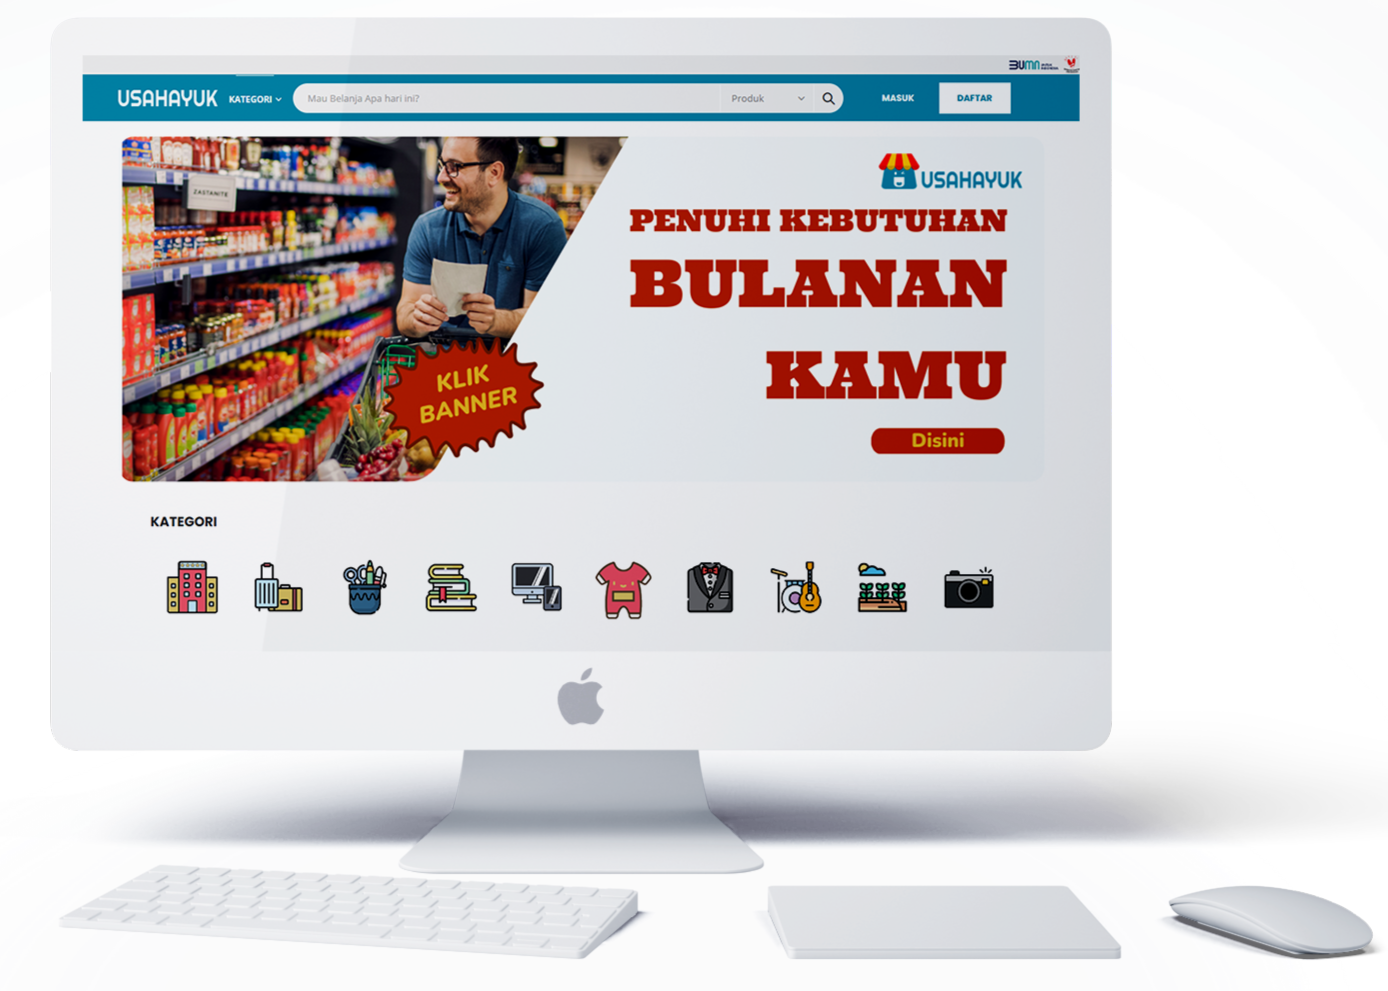 BUMN
USAHAYUK
KATEGORI
Mau Belanja Apa hari ini?
Produk
MASUK
DAFTAR
ZASTANITE
USAHAYUK
PENUHI KEBUTUHAN
BULANAN
KAMU
Disini
KLIK
BANNER
KATEGORI